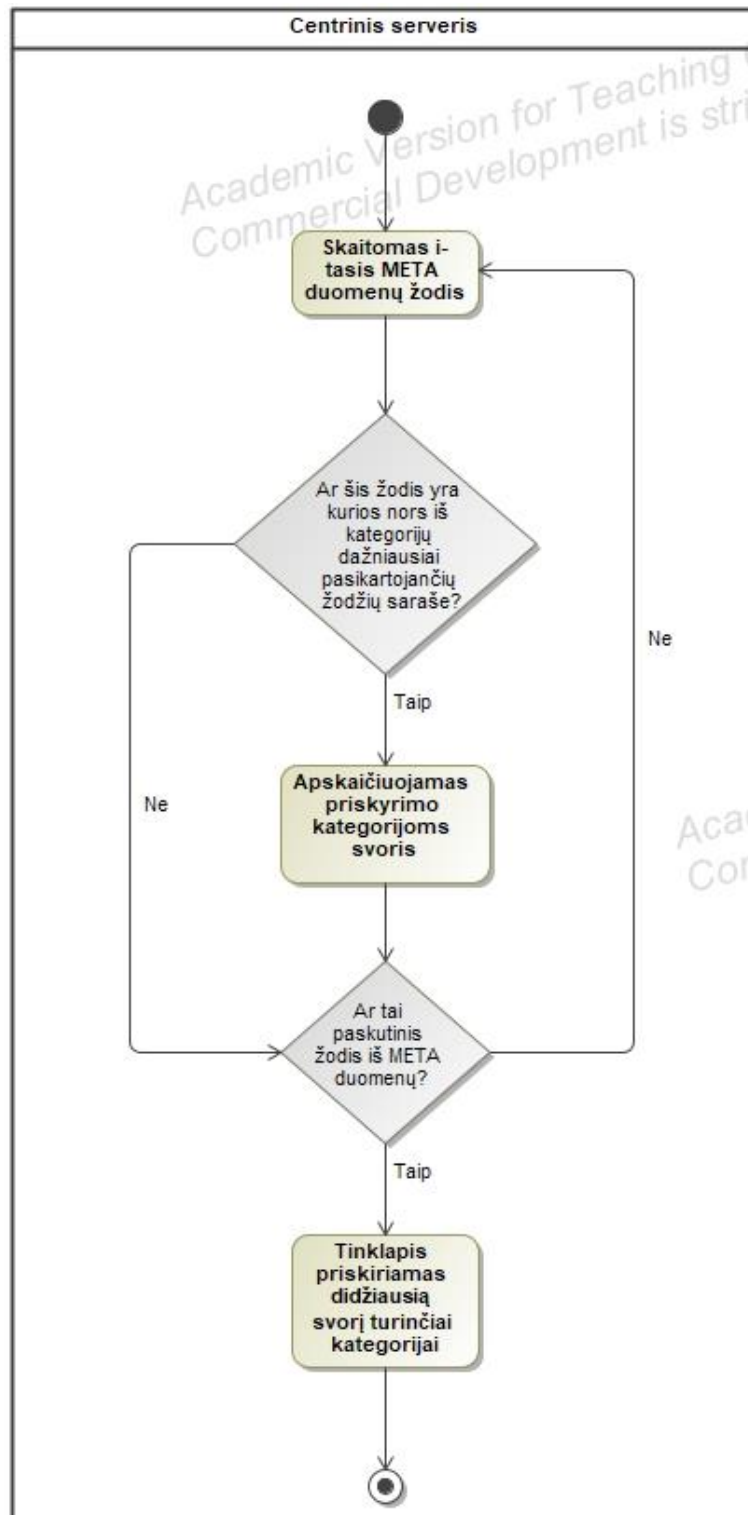 Centrinis serveris
Academic Version for Teaching
Commercial Development is stri
Skaitomas i-
tasis META
duomenų žodis
Ar šis žodis yra
kurios nors iš
kategorijų
dažniausiai
pasikartojančių
žodžių saraše?
Ne
Taip
Apskaičiuojamas
priskyrimo
kategorijoms
svoris
Ne
Acad
Com
Ar tai
paskutinis
žodis iš META
duomenų?
Taip
Tinklapis
priskiriamas
didžiausią
svorį turinčiai
kategorijai